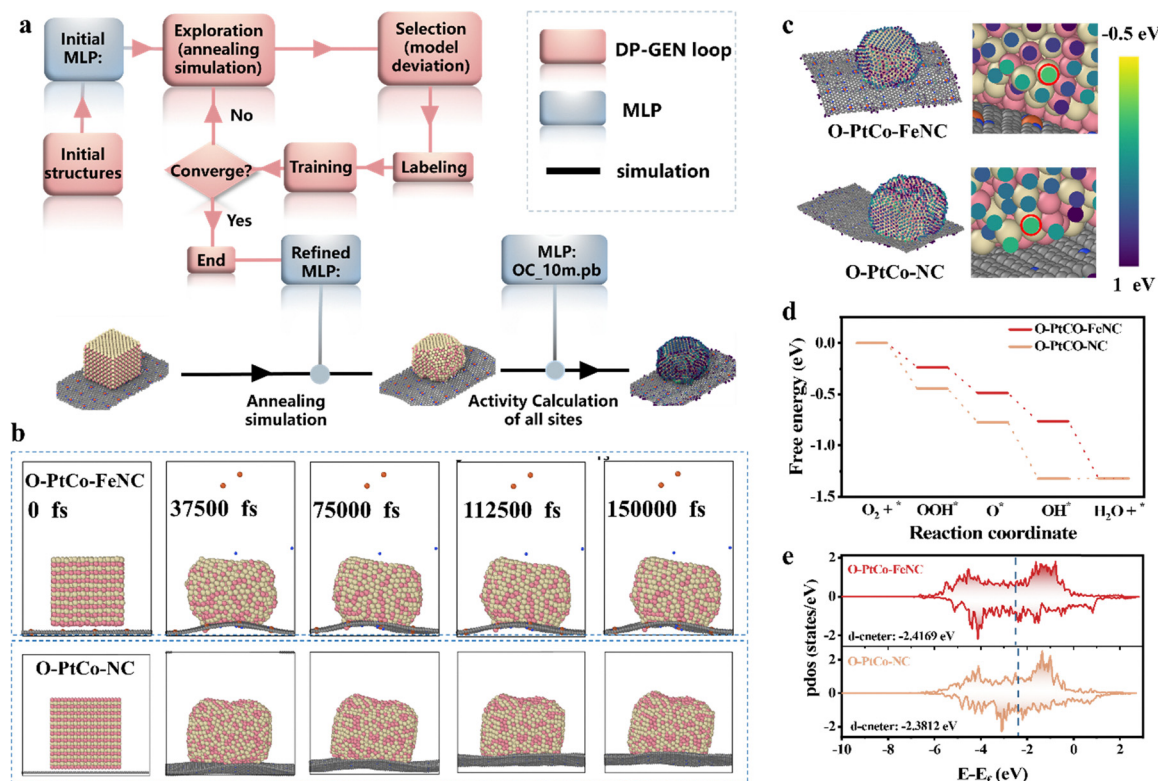 a
Initial
MLP:
Exploration
(annealing
simulation)
Selection
(model
deviation)
No
Initial
structures
Converge?
Training
Labeling
Yes
End
Refined
MLP:
MLP:
OC_10m.pb
DP-GEN loop
MLP
simulation
Annealing
simulation
Activity Calculation
of all sites
b
O-PtCo-FeNC
0 fs
37500 fs
75000 fs
112500 fs
150000 fs
O-PtCo-NC
c
O-PtCo-FeNC
O-PtCo-NC
-0.5 eV
1 eV
d
O-PtCO-FeNC
O-PtCO-NC
Free energy (eV)
0.0
-0.5
-1.0
-1.5
O₂ + * OOH* O* OH* H₂O + *
Reaction coordinate
e
O-PtCo-FeNC
d-cneter: -2.4169 eV
O-PtCo-NC
d-cneter: -2.3812 eV
pdos (states/eV)
2
0
2
2
0
2
-10 -8 -6 -4 -2 0 2
E-E_f (eV)